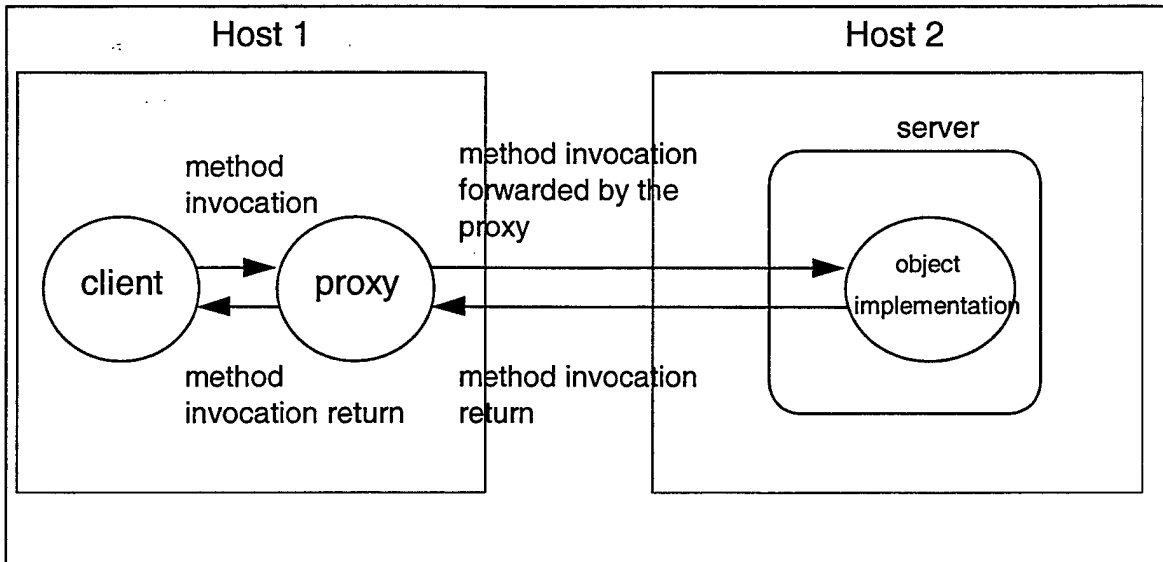 Host 1
Host 2
server
method
invocation
method invocation
forwarded by the
proxy
client
proxy
object
implementation
method
invocation return
method invocation
return